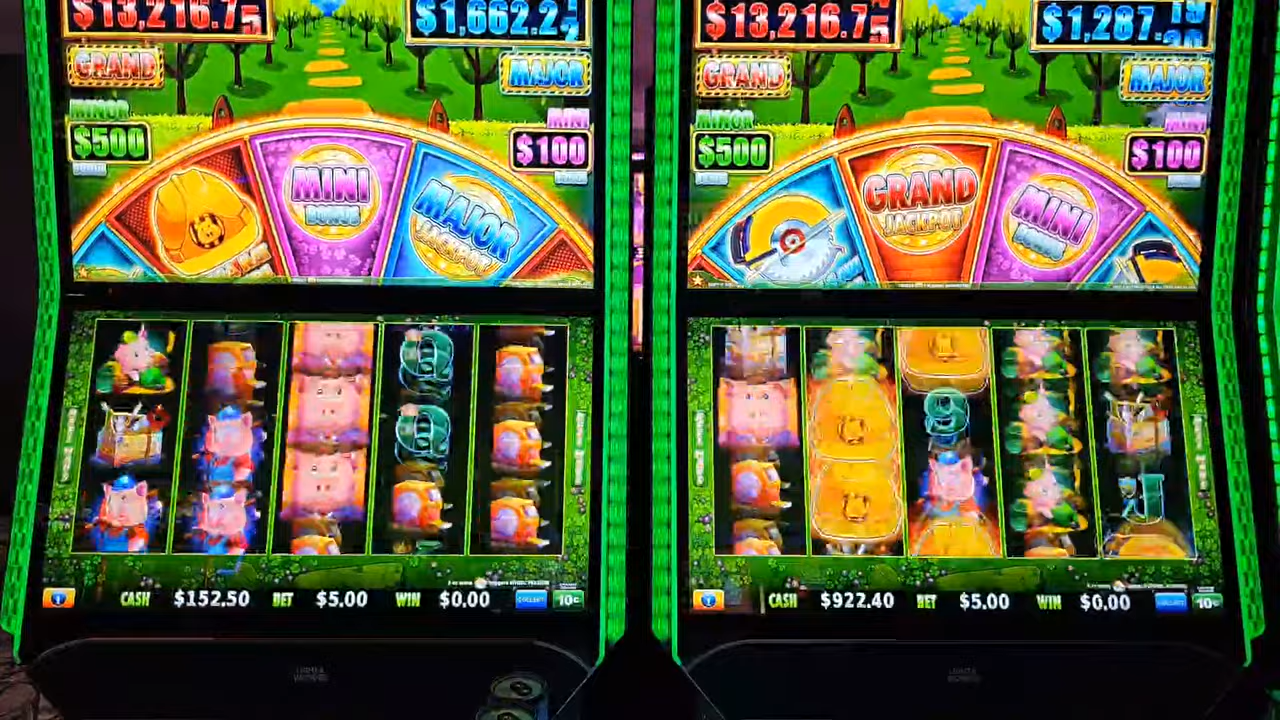 $13,216.75
$1,662.2
GRAND
MAJOR
MINOR
$500
MINI
$100
MINI
BONUS
MAJOR
JACKPOT
CASH $152.50 BET $5.00 WIN $0.00 10¢
$13,216.7
$1,287.
GRAND
MAJOR
MINOR
$500
MINI
$100
GRAND
JACKPOT
MINI
BONUS
9
J
CASH $922.40 BET $5.00 WIN $0.00 10¢